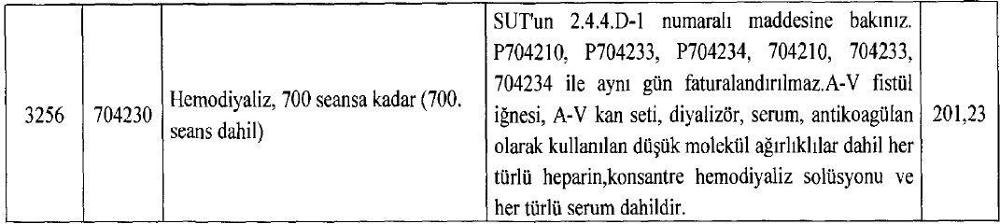 3256
704230
Hemodiyaliz, 700 seansa kadar (700.
seans dahil)
SUT'un 2.4.4.D-1 numaralı maddesine bakınız.
P704210, P704233, P704234, 704210, 704233,
704234 ile aynı gün faturalandırılmaz.A-V fistül
iğnesi, A-V kan seti, diyalizör, serum, antikoagülan
olarak kullanılan düşük molekül ağırlıklılar dahil her
türlü heparin,konsantre hemodiyaliz solüsyonu ve
her türlü serum dahildir.
201,23